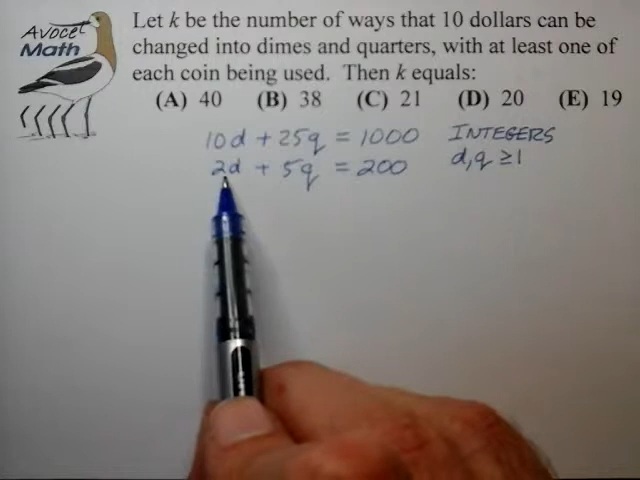 Avocet
Math
Let k be the number of ways that 10 dollars can be
changed into dimes and quarters, with at least one of
each coin being used. Then k equals:
(A) 40 (B) 38 (C) 21 (D) 20 (E) 19
10d + 25q = 1000 INTEGERS
2d + 5q = 200 d,q ≥ 1